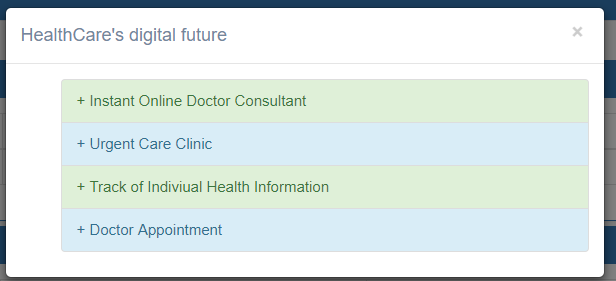 HealthCare's digital future
×
+ Instant Online Doctor Consultant
+ Urgent Care Clinic
+ Track of Indiviual Health Information
+ Doctor Appointment